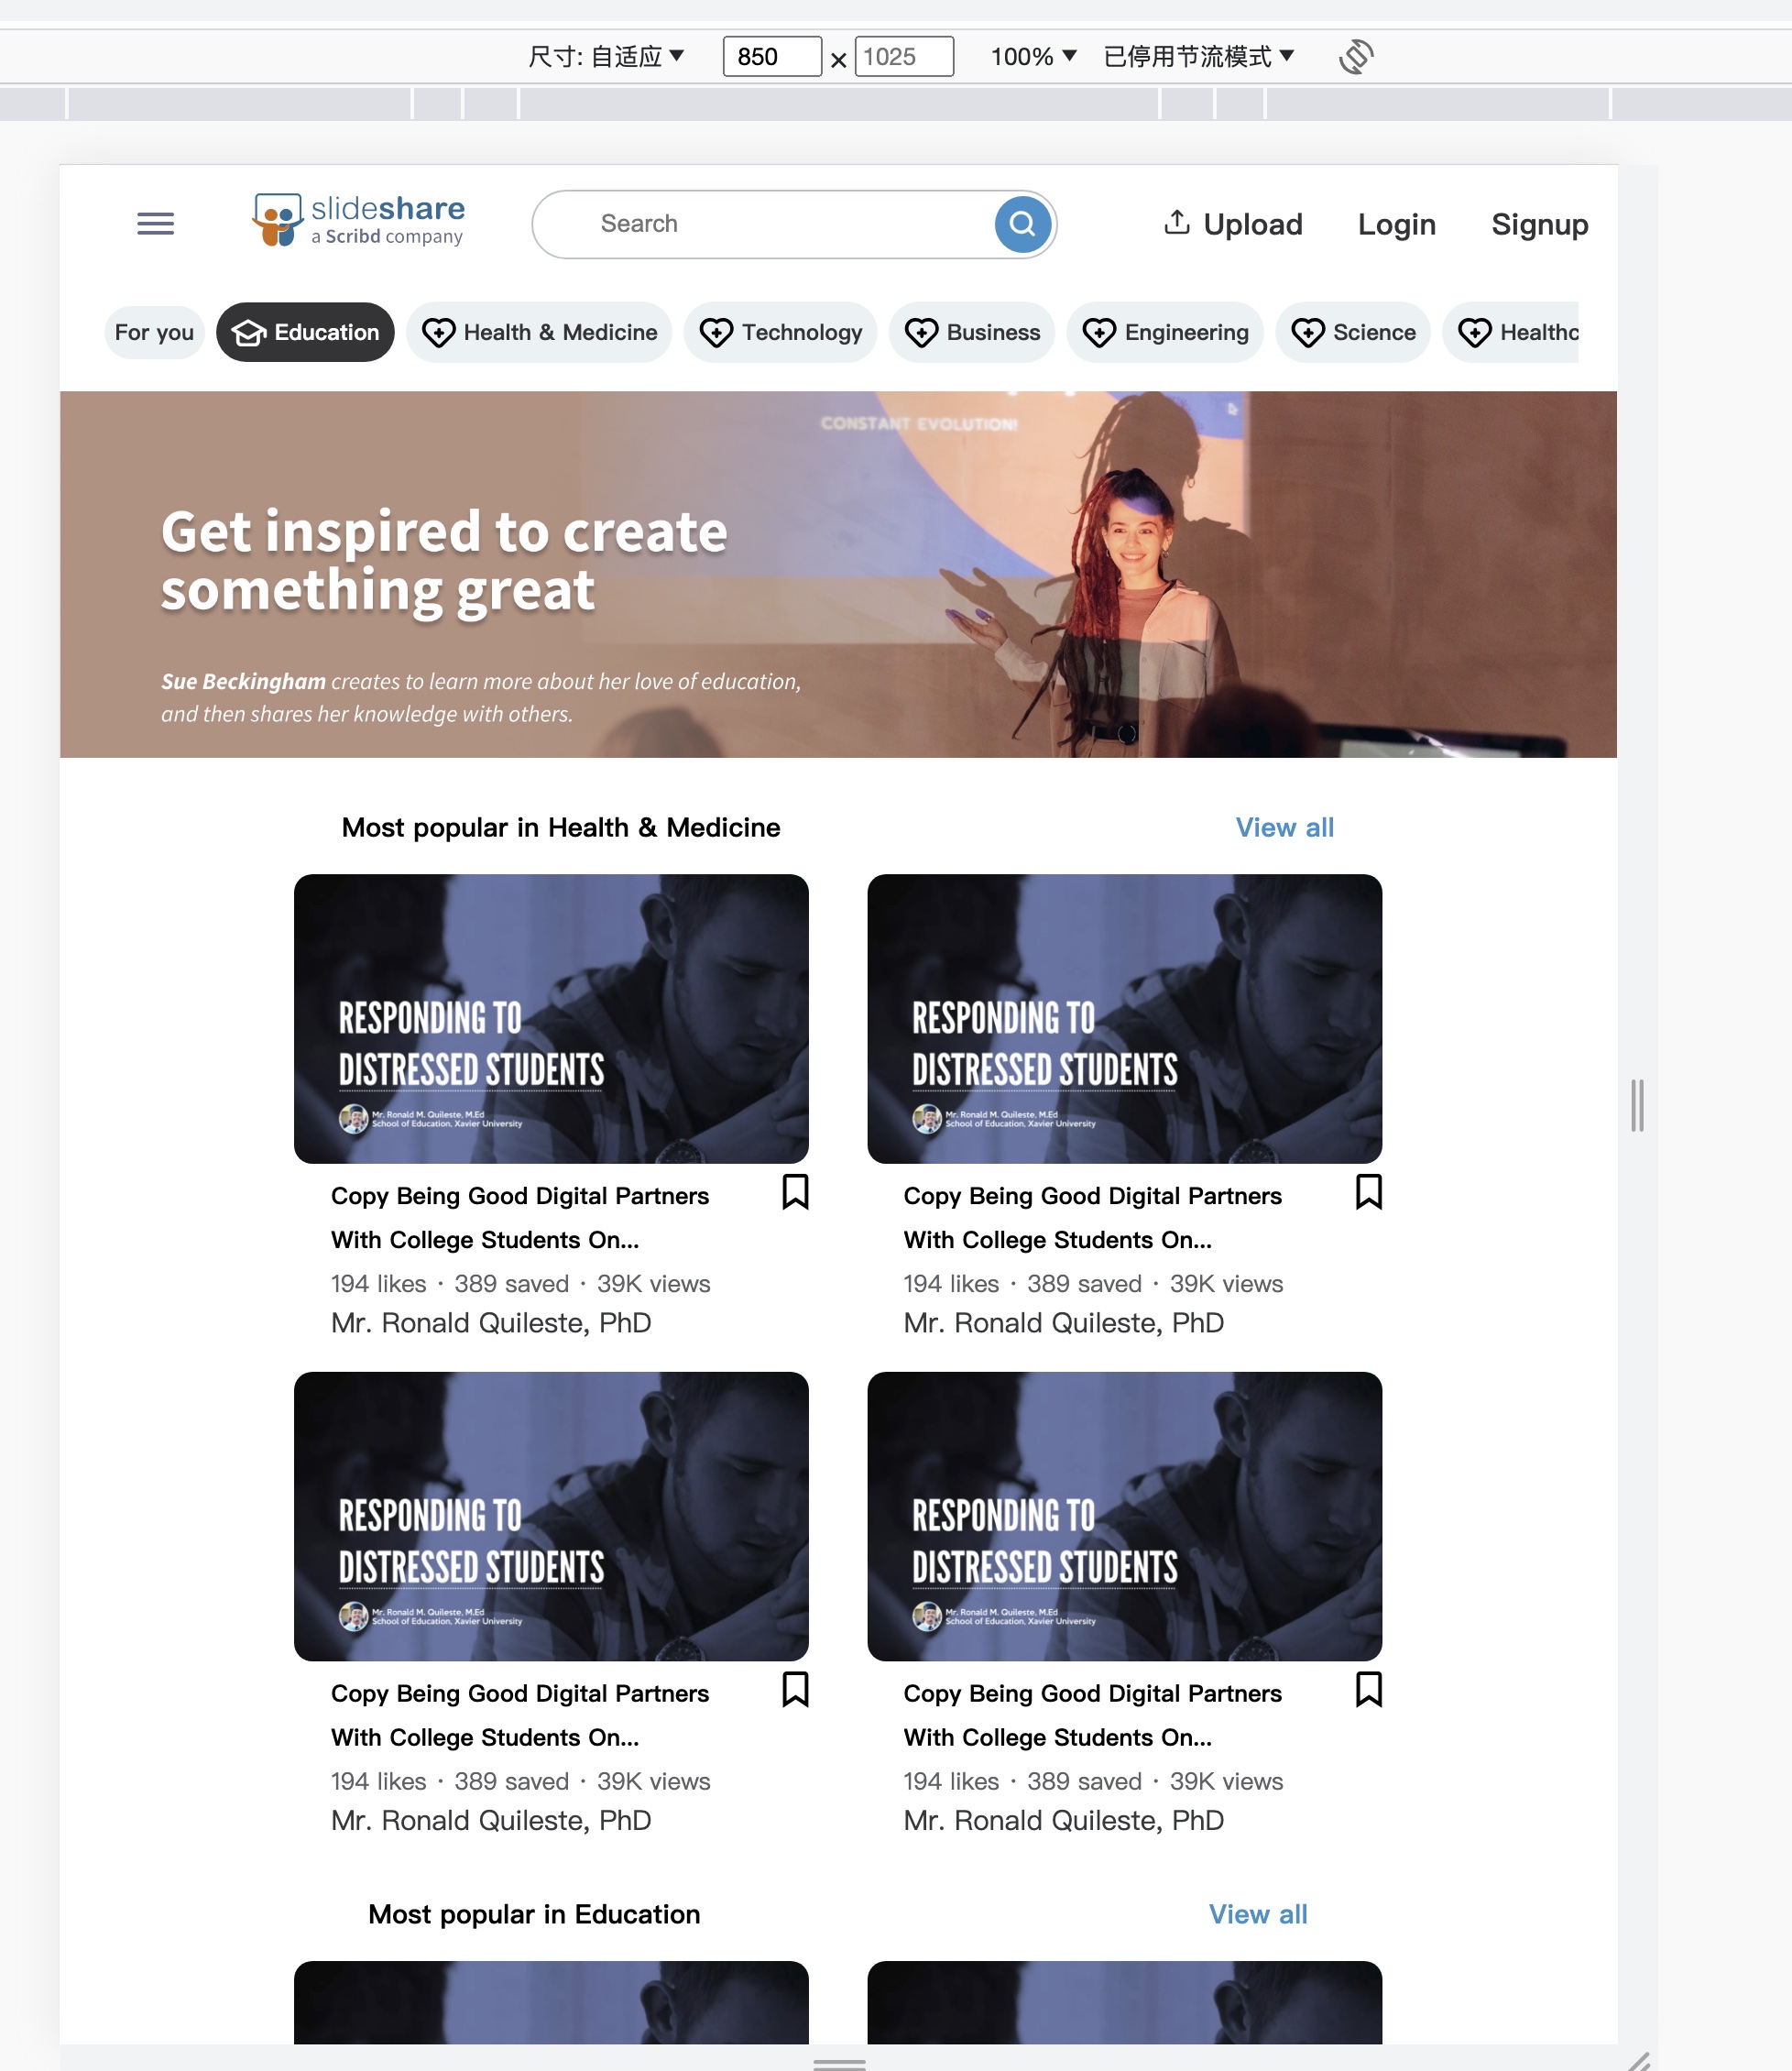 尺寸: 自适应 850 × 1025 100% 已停用节流模式
slideshare
a Scribd company
Search
Upload Login Signup
For you Education Health & Medicine Technology Business Engineering Science Healthc
CONSTANT EVOLUTION!
Get inspired to create
something great
Sue Beckingham creates to learn more about her love of education,
and then shares her knowledge with others.
Most popular in Health & Medicine View all
RESPONDING TO
DISTRESSED STUDENTS
Mr. Ronald M. Quileste, M.Ed
School of Education, Xavier University
Copy Being Good Digital Partners
With College Students On...
194 likes · 389 saved · 39K views
Mr. Ronald Quileste, PhD
RESPONDING TO
DISTRESSED STUDENTS
Mr. Ronald M. Quileste, M.Ed
School of Education, Xavier University
Copy Being Good Digital Partners
With College Students On...
194 likes · 389 saved · 39K views
Mr. Ronald Quileste, PhD
RESPONDING TO
DISTRESSED STUDENTS
Mr. Ronald M. Quileste, M.Ed
School of Education, Xavier University
Copy Being Good Digital Partners
With College Students On...
194 likes · 389 saved · 39K views
Mr. Ronald Quileste, PhD
RESPONDING TO
DISTRESSED STUDENTS
Mr. Ronald M. Quileste, M.Ed
School of Education, Xavier University
Copy Being Good Digital Partners
With College Students On...
194 likes · 389 saved · 39K views
Mr. Ronald Quileste, PhD
Most popular in Education View all